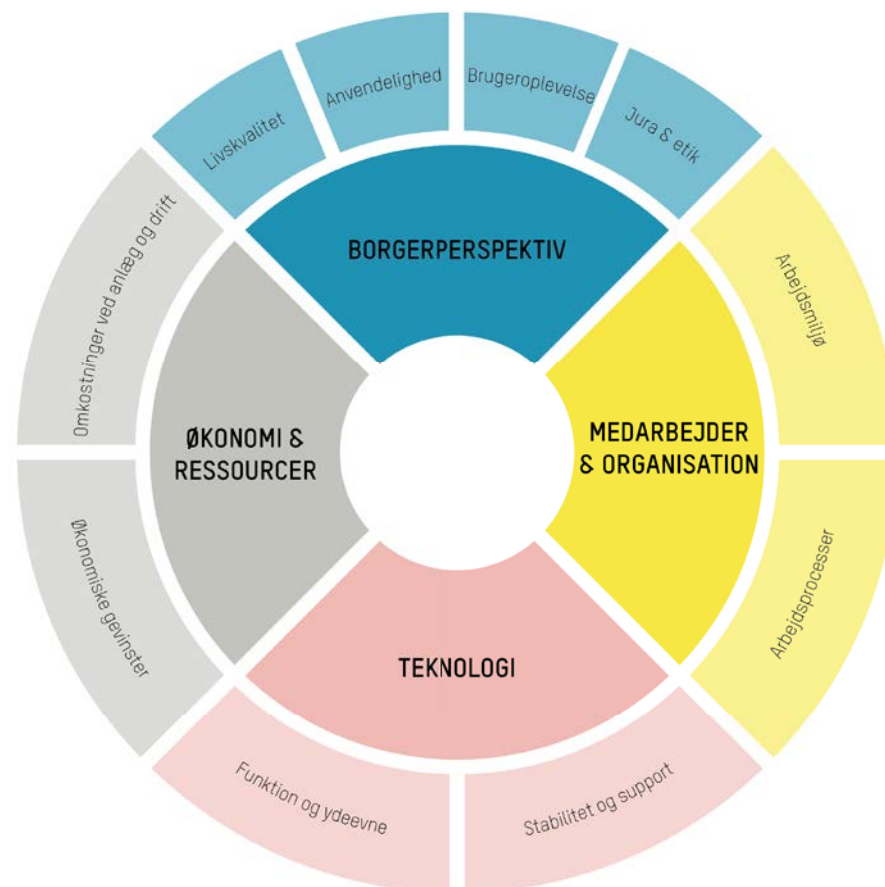 Livskvalitet
Anvendelighed
Brugeroplevelse
Jura & etik
BORGERPERSPEKTIV
Arbejdsmiljø
Arbejdsprocesser
MEDARBEJDER
& ORGANISATION
Stabilitet og support
Funktion og ydeevne
TEKNOLOGI
Økonomiske gevinster
Omkostninger ved anlæg og drift
ØKONOMI &
RESSOURCER